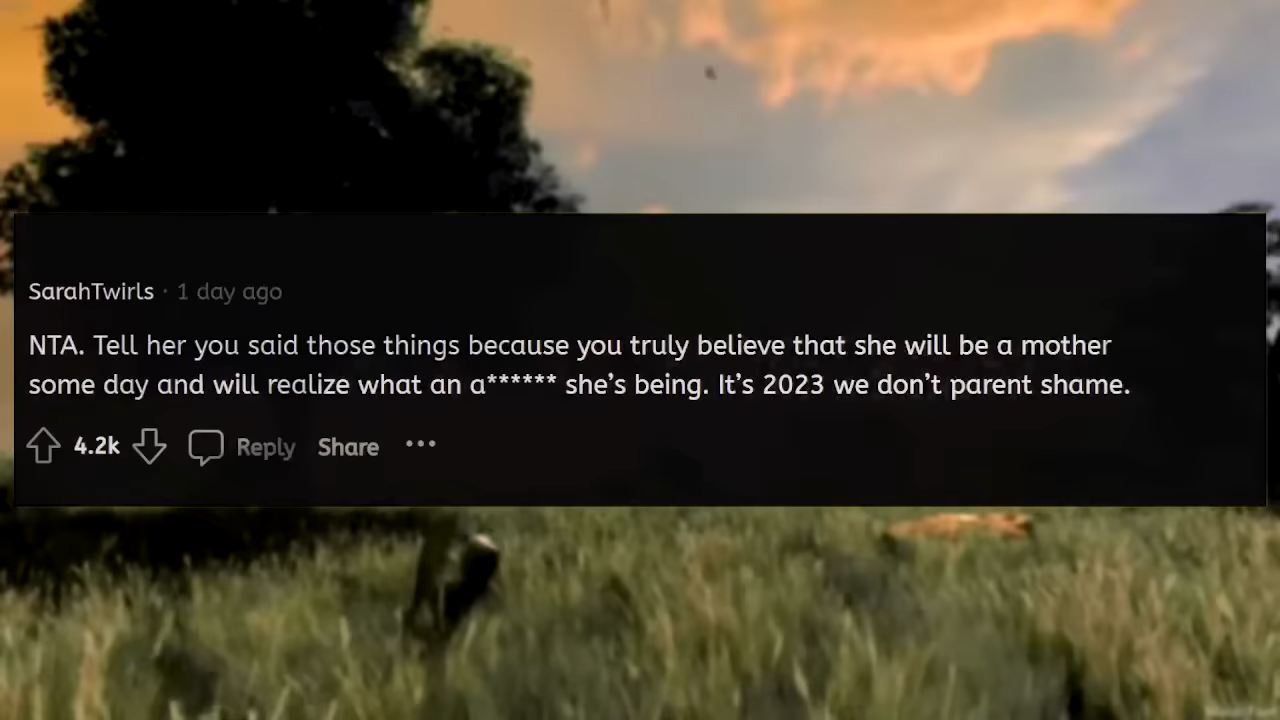 SarahTwirls · 1 day ago
NTA. Tell her you said those things because you truly believe that she will be a mother
some day and will realize what an a****** she’s being. It’s 2023 we don’t parent shame.
4.2k Reply Share •••